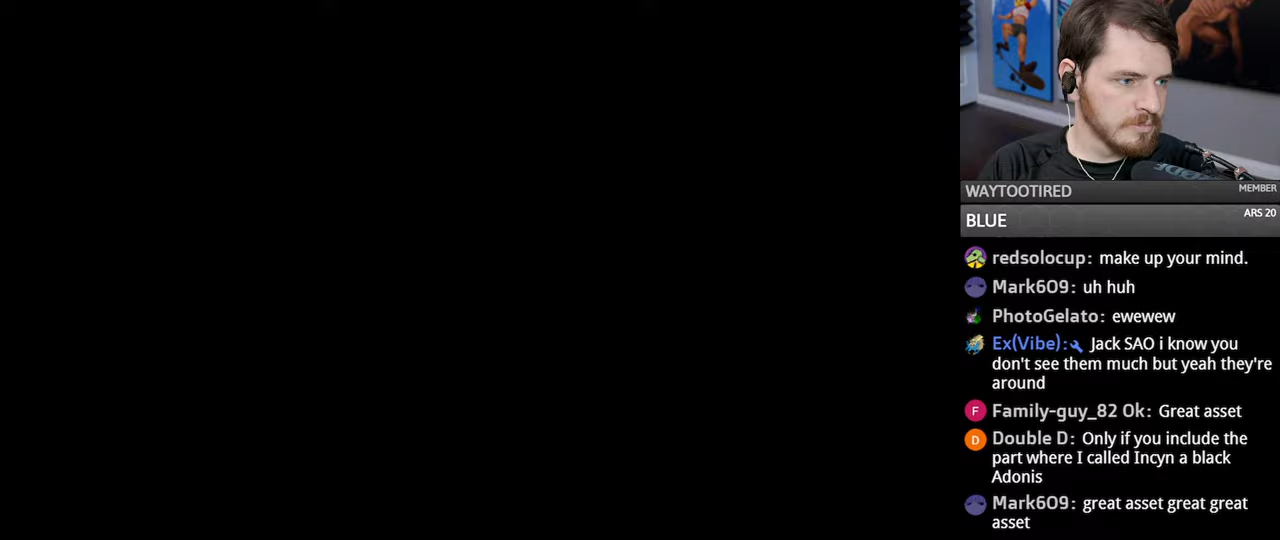 WAYTOOTIRED
MEMBER
BLUE
ARS 20
redsolocup: make up your mind.
Mark6O9: uh huh
PhotoGelato: ewewew
Ex(Vibe): Jack SAO i know you
don't see them much but yeah they're
around
F Family-guy_82 Ok: Great asset
D Double D: Only if you include the
part where I called Incyn a black
Adonis
Mark6O9: great asset great great
asset